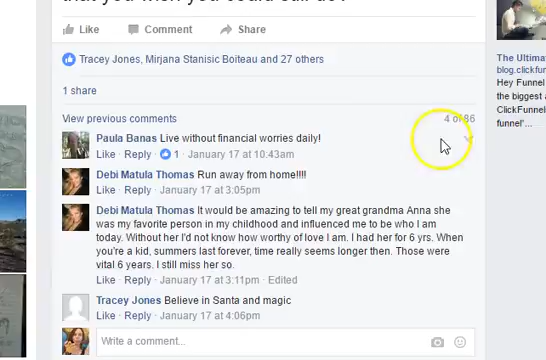 Like Comment Share
Tracey Jones, Mirjana Stanisic Boiteau and 27 others
1 share
View previous comments 4 of 86
Paula Banas Live without financial worries daily!
Like · Reply · 1 · January 17 at 10:43am
Debi Matula Thomas Run away from home!!!!
Like · Reply · January 17 at 3:05pm
Debi Matula Thomas It would be amazing to tell my great grandma Anna she
was my favorite person in my childhood and influenced me to be who I am
today. Without her I'd not know how worthy of love I am. I had her for 6 yrs. When
you're a kid, summers last forever, time really seems longer then. Those were
vital 6 years. I still miss her so.
Like · Reply · January 17 at 3:11pm · Edited
Tracey Jones Believe in Santa and magic
Like · Reply · January 17 at 4:06pm
Write a comment...
The Ultima
blog.clickfun
Hey Funnel
the biggest a
ClickFunnels
funnel'...